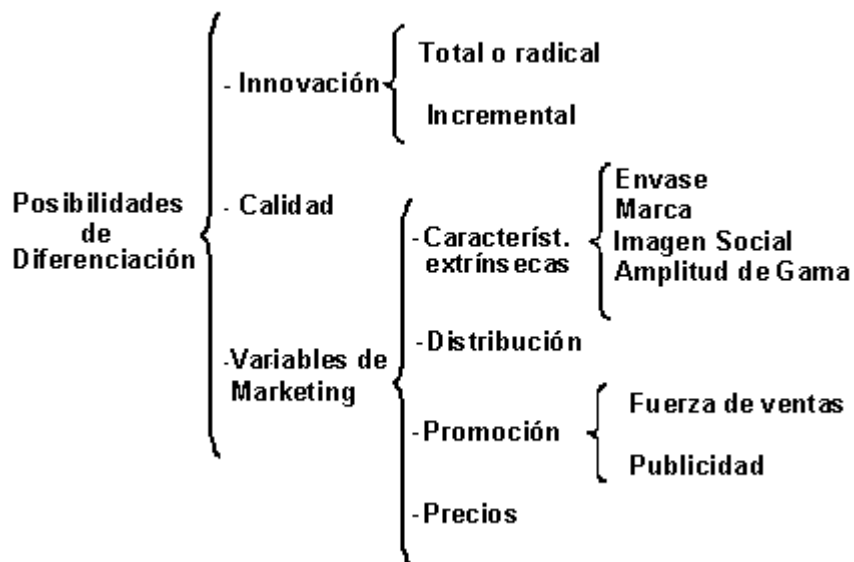 Posibilidades
de
Diferenciación
- Innovación
Total o radical
Incremental
- Calidad
-Variables de
Marketing
-Característ.
extrínsecas
Envase
Marca
Imagen Social
Amplitud de Gama
-Distribución
-Promoción
Fuerza de ventas
Publicidad
-Precios